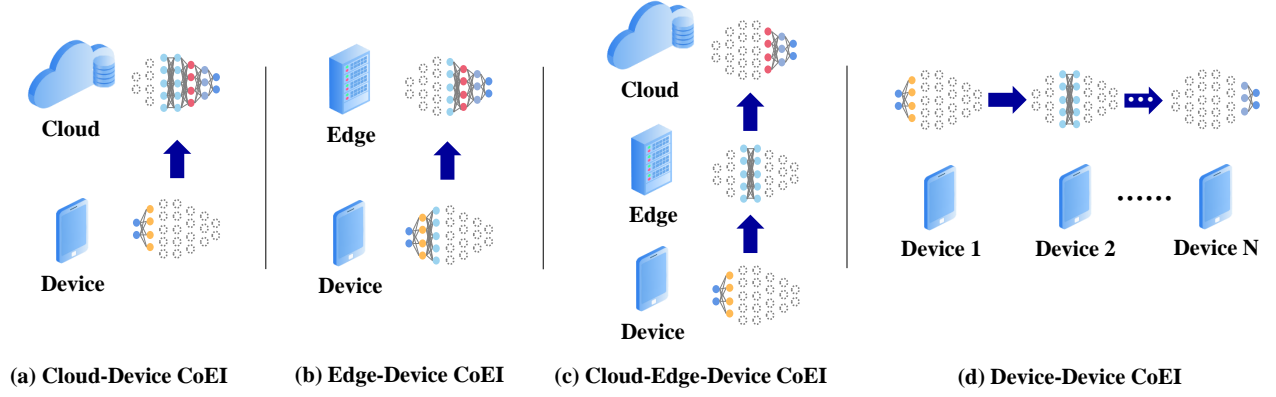 Cloud
Device
(a) Cloud-Device CoEI
Edge
Device
(b) Edge-Device CoEI
Cloud
Edge
Device
(c) Cloud-Edge-Device CoEI
Device 1
Device 2
......
Device N
(d) Device-Device CoEI